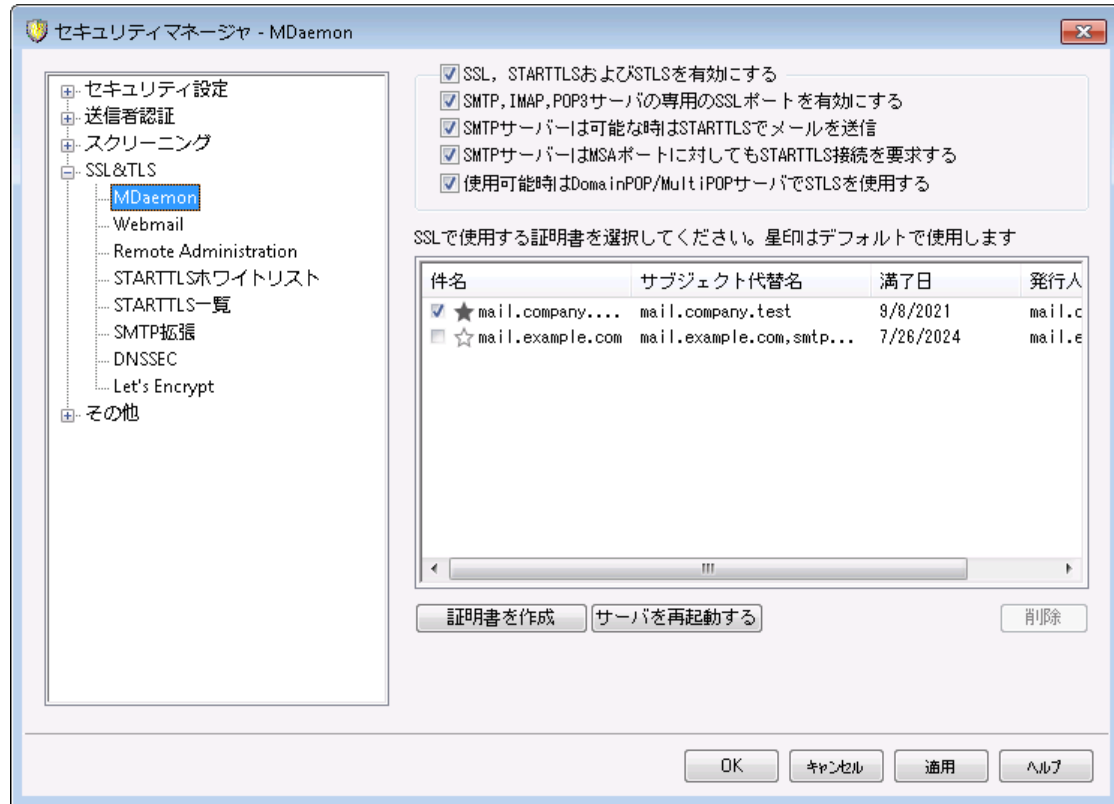 セキュリティマネージャ - MDaemon
セキュリティ設定
送信者認証
スクリーニング
SSL&TLS
MDaemon
Webmail
Remote Administration
STARTTLSホワイトリスト
STARTTLS一覧
SMTP拡張
DNSSEC
Let's Encrypt
その他
SSL, STARTTLSおよびSTLSを有効にする
SMTP,IMAP,POP3サーバの専用のSSLポートを有効にする
SMTPサーバーは可能な時はSTARTTLSでメールを送信
SMTPサーバーはMSAポートに対してもSTARTTLS接続を要求する
使用可能時はDomainPOP/MultiPOPサーバでSTLSを使用する
SSLで使用する証明書を選択してください。星印はデフォルトで使用します
件名 サブジェクト代替名 満了日 発行人
mail.company.... mail.company.test 9/8/2021 mail.c
mail.example.com mail.example.com,smtp... 7/26/2024 mail.e
証明書を作成 サーバを再起動する 削除
OK キャンセル 適用 ヘルプ